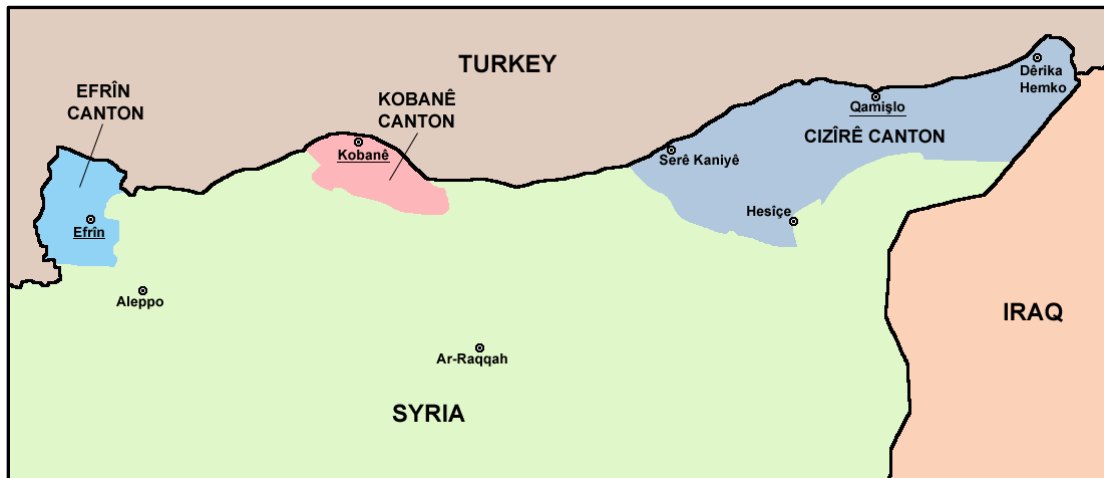 TURKEY
EFRÎN
CANTON
KOBANÊ
CANTON
Dêrika
Hemko
Qamişlo
CIZÎRÊ CANTON
Kobanê
Serê Kaniyê
Hesîçe
Efrîn
Aleppo
IRAQ
Ar-Raqqah
SYRIA